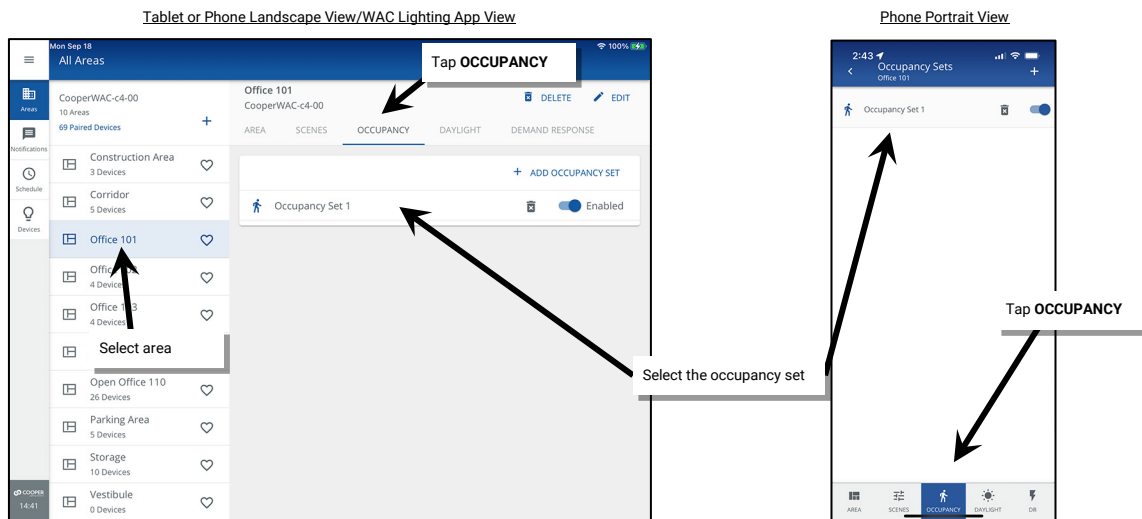 Tablet or Phone Landscape View/WAC Lighting App View
Mon Sep 18
100%
All Areas
Tap OCCUPANCY
Areas
Notifications
Schedule
Devices
COOPER
14:41
CooperWAC-c4-00
10 Areas
69 Paired Devices
+
Construction Area
3 Devices
Corridor
5 Devices
Office 101
4 Devices
4 Devices
Select area
Open Office 110
26 Devices
Parking Area
5 Devices
Storage
10 Devices
Vestibule
0 Devices
Office 101
CooperWAC-c4-00
DELETE
EDIT
AREA SCENES OCCUPANCY DAYLIGHT DEMAND RESPONSE
+ ADD OCCUPANCY SET
Occupancy Set 1
Enabled
Select the occupancy set
Phone Portrait View
2:43
Occupancy Sets
Office 101
+
Occupancy Set 1
Tap OCCUPANCY
AREA SCENES OCCUPANCY DAYLIGHT DR